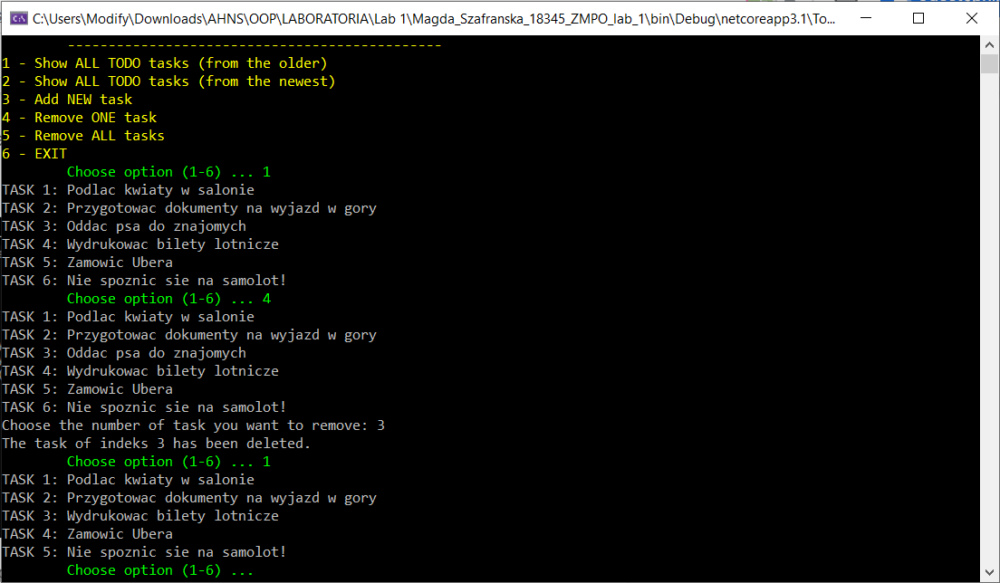 C:\Users\Modify\Downloads\AHNS\OOP\LABORATORIA\Lab 1\Magda_Szafranska_18345_ZMPO_lab_1\bin\Debug\netcoreapp3.1\To...
----------------------------------------------
1 - Show ALL TODO tasks (from the older)
2 - Show ALL TODO tasks (from the newest)
3 - Add NEW task
4 - Remove ONE task
5 - Remove ALL tasks
6 - EXIT
Choose option (1-6) ... 1
TASK 1: Podlac kwiaty w salonie
TASK 2: Przygotowac dokumenty na wyjazd w gory
TASK 3: Oddac psa do znajomych
TASK 4: Wydrukowac bilety lotnicze
TASK 5: Zamowic Ubera
TASK 6: Nie spoznic sie na samolot!
Choose option (1-6) ... 4
TASK 1: Podlac kwiaty w salonie
TASK 2: Przygotowac dokumenty na wyjazd w gory
TASK 3: Oddac psa do znajomych
TASK 4: Wydrukowac bilety lotnicze
TASK 5: Zamowic Ubera
TASK 6: Nie spoznic sie na samolot!
Choose the number of task you want to remove: 3
The task of indeks 3 has been deleted.
Choose option (1-6) ... 1
TASK 1: Podlac kwiaty w salonie
TASK 2: Przygotowac dokumenty na wyjazd w gory
TASK 3: Wydrukowac bilety lotnicze
TASK 4: Zamowic Ubera
TASK 5: Nie spoznic sie na samolot!
Choose option (1-6) ...